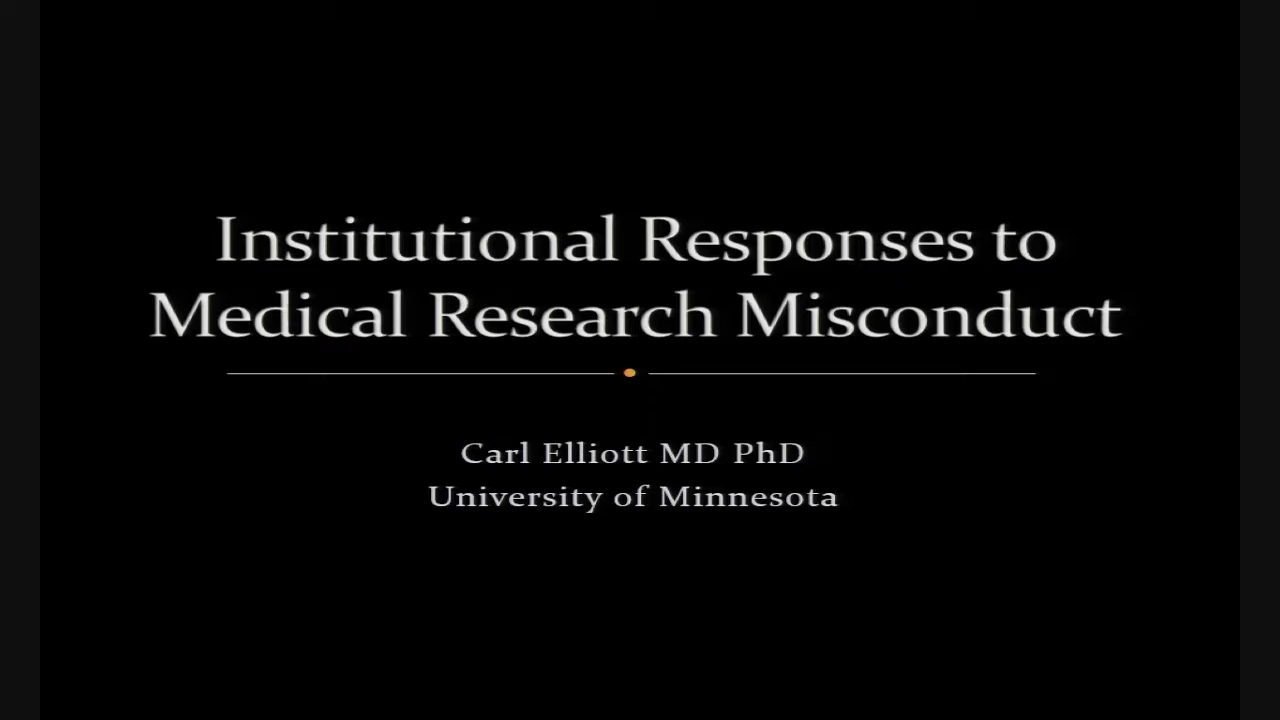 Institutional Responses to
Medical Research Misconduct
Carl Elliott MD PhD
University of Minnesota